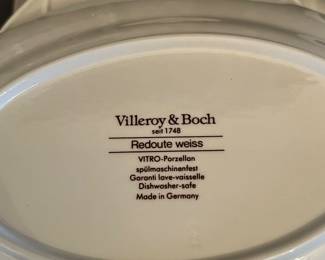 Villeroy & Boch
seit 1748
Redoute weiss
VITRO-Porzellan
spülmaschinenfest
Garanti lave-vaisselle
Dishwasher-safe
Made in Germany